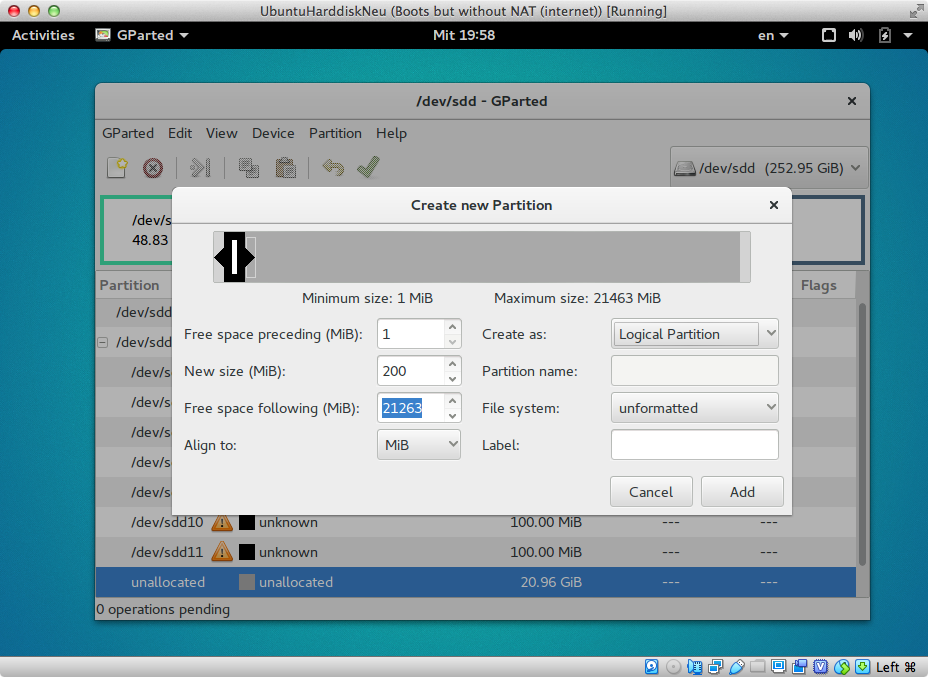 UbuntuHarddiskNeu (Boots but without NAT (internet)) [Running]
Activities GParted Mit 19:58 en
/dev/sdd - GParted
GParted Edit View Device Partition Help
/dev/sdd (252.95 GiB)
/dev/s
48.83
Create new Partition
Minimum size: 1 MiB Maximum size: 21463 MiB
Free space preceding (MiB): 1 Create as: Logical Partition
New size (MiB): 200 Partition name:
Free space following (MiB): 21263 File system: unformatted
Align to: MiB Label:
Cancel Add
Partition Flags
/dev/sdd
/dev/sdd
/dev/s
/dev/s
/dev/s
/dev/s
/dev/s
/dev/sdd10 unknown 100.00 MiB --- ---
/dev/sdd11 unknown 100.00 MiB --- ---
unallocated unallocated 20.96 GiB --- ---
0 operations pending
Left ⌘